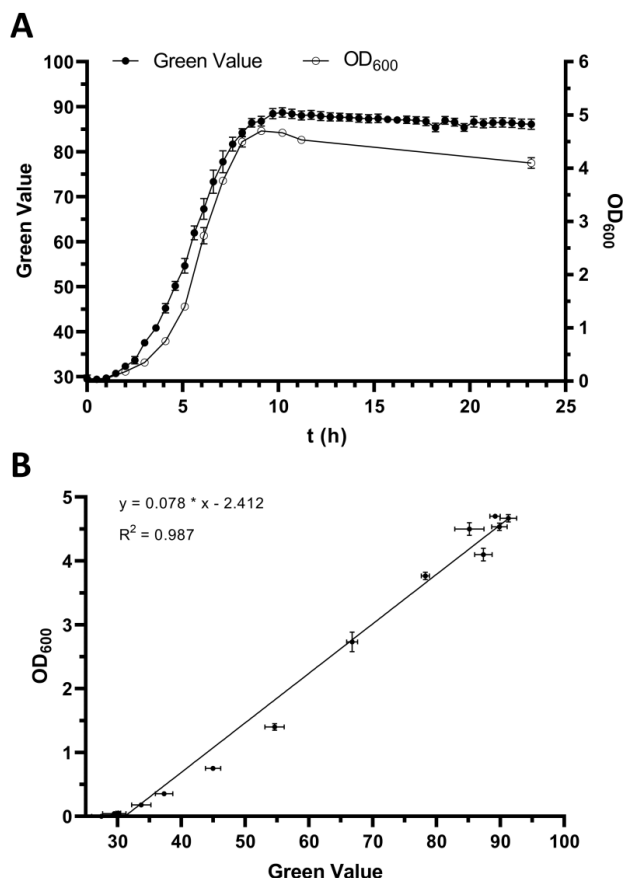 A
Green Value
OD600
100
90
80
70
60
50
40
30
Green Value
6
5
4
3
2
1
0
OD600
0 5 10 15 20 25
t (h)
B
y = 0.078 * x - 2.412
R2 = 0.987
5
4
3
2
1
0
OD600
30 40 50 60 70 80 90 100
Green Value